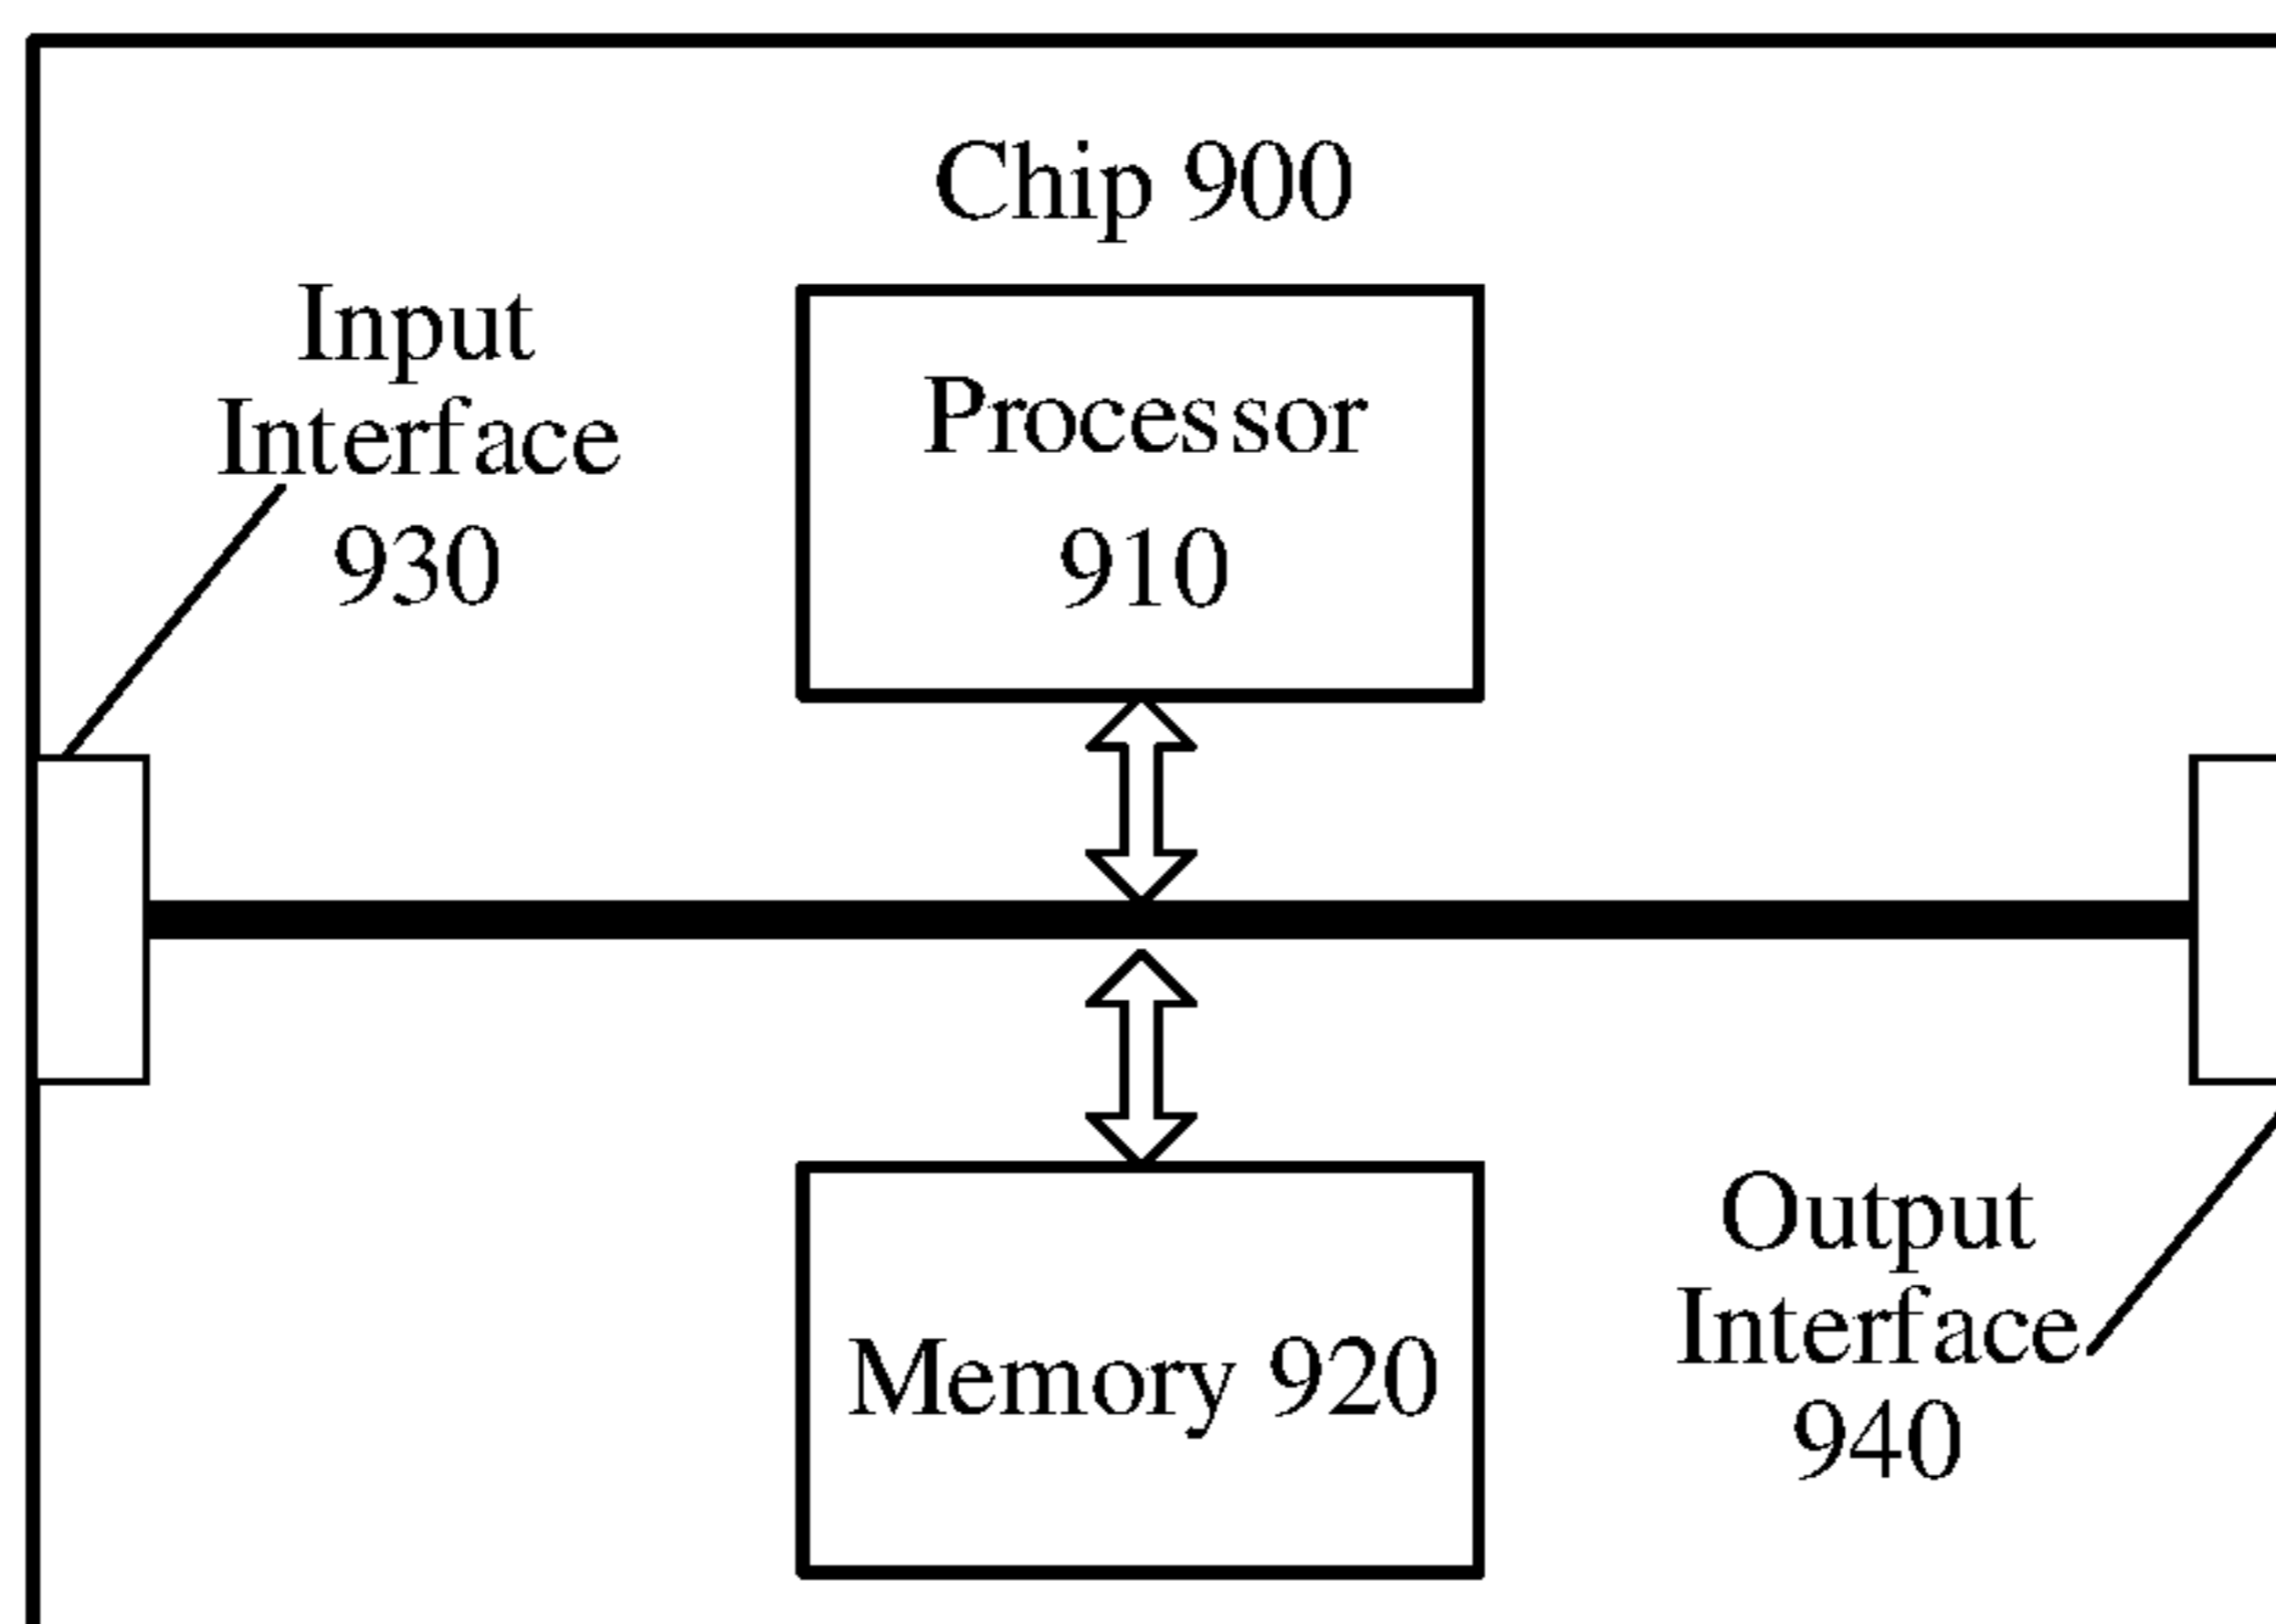 Chip 900
Input
Interface
930
Processor
910
Memory 920
Output
Interface
940